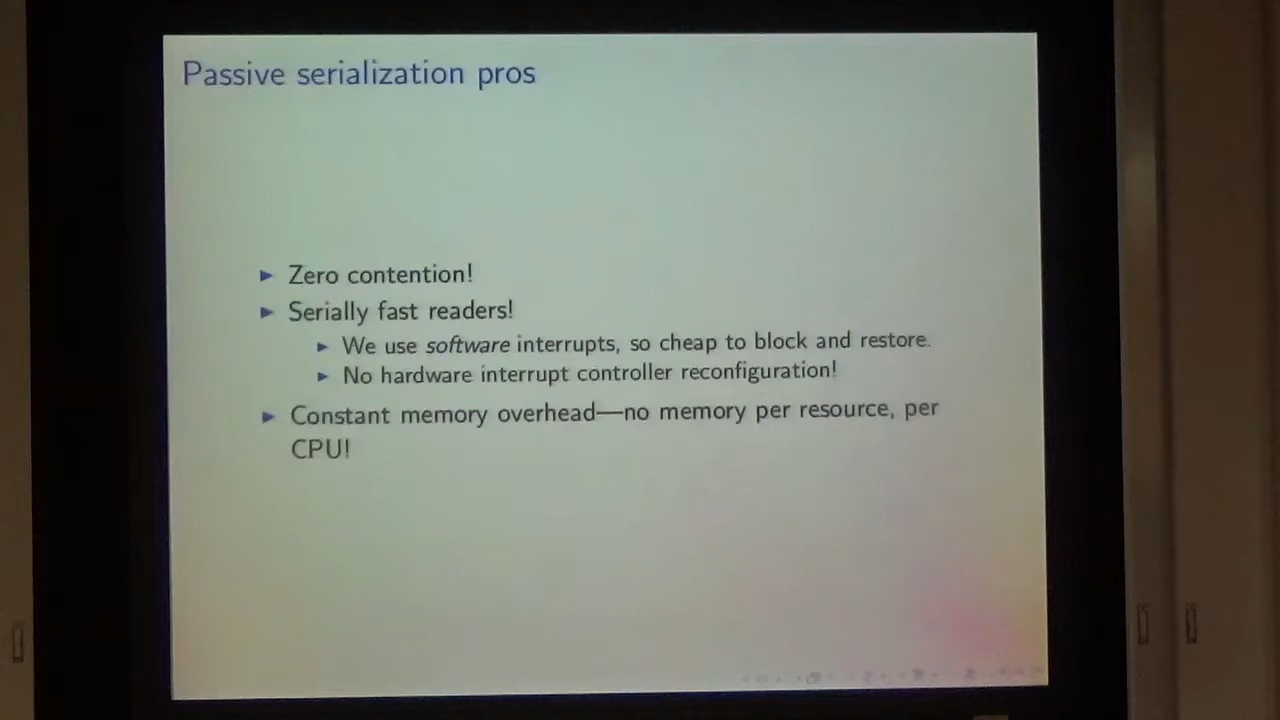 Passive serialization pros
▶ Zero contention!
▶ Serially fast readers!
▶ We use software interrupts, so cheap to block and restore.
▶ No hardware interrupt controller reconfiguration!
▶ Constant memory overhead—no memory per resource, per
CPU!